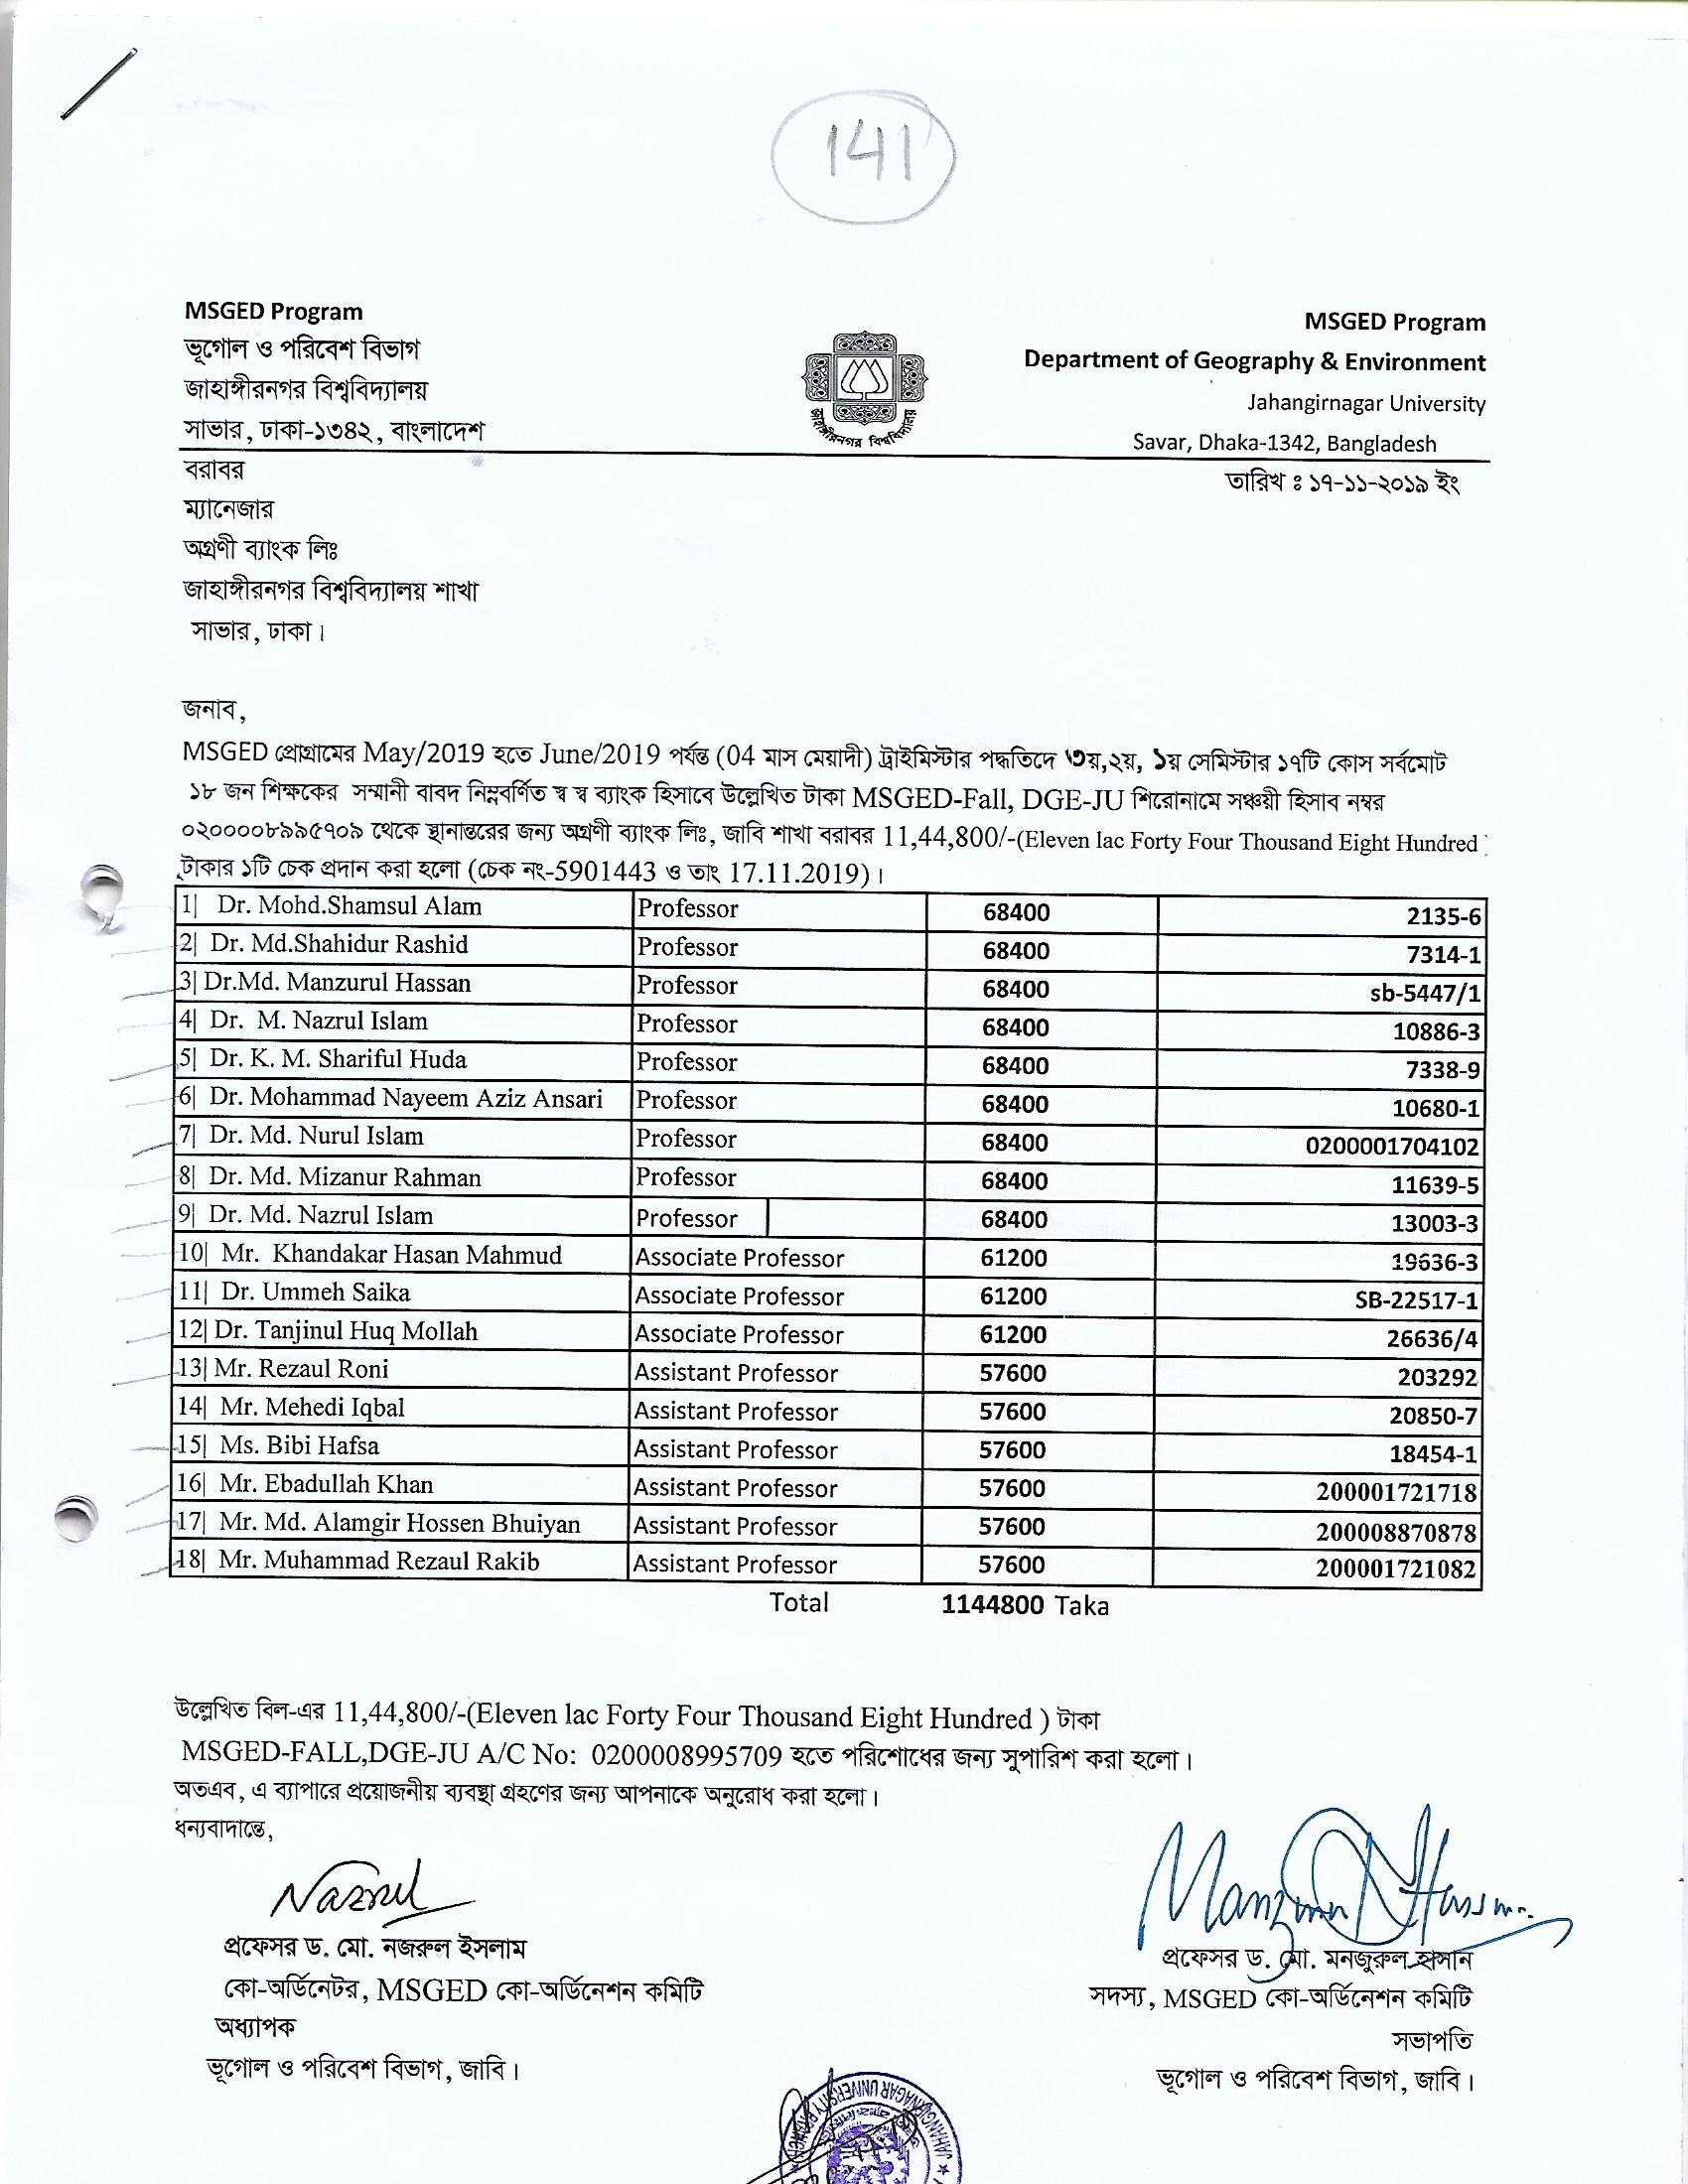 141
MSGED Program
ভূগোল ও পরিবেশ বিভাগ
জাহাঙ্গীরনগর বিশ্ববিদ্যালয়
সাভার, ঢাকা-১৩৪২, বাংলাদেশ
জাহাঙ্গীরনগর বিশ্ববিদ্যালয়
MSGED Program
Department of Geography & Environment
Jahangirnagar University
Savar, Dhaka-1342, Bangladesh
তারিখ ঃ ১৭-১১-২০১৯ ইং
বরাবর
ম্যানেজার
অগ্রণী ব্যাংক লিঃ
জাহাঙ্গীরনগর বিশ্ববিদ্যালয় শাখা
সাভার, ঢাকা।
জনাব,
MSGED প্রোগ্রামের May/2019 হতে June/2019 পর্যন্ত (04 মাস মেয়াদী) ট্রাইমিস্টার পদ্ধতিদে ৩য়,২য়, ১য় সেমিস্টার ১৭টি কোস সর্বমোট
১৮ জন শিক্ষকের সম্মানী বাবদ নিম্নবর্ণিত স্ব স্ব ব্যাংক হিসাবে উল্লেখিত টাকা MSGED-Fall, DGE-JU শিরোনামে সঞ্চয়ী হিসাব নম্বর
০২০০০০৮৯৯৫৭০৯ থেকে স্থানান্তরের জন্য অগ্রণী ব্যাংক লিঃ, জাবি শাখা বরাবর 11,44,800/-(Eleven lac Forty Four Thousand Eight Hundred
টাকার ১টি চেক প্রদান করা হলো (চেক নং-5901443 ও তাং 17.11.2019)।
1| Dr. Mohd.Shamsul Alam Professor 68400 2135-6
2| Dr. Md.Shahidur Rashid Professor 68400 7314-1
3| Dr.Md. Manzurul Hassan Professor 68400 sb-5447/1
4| Dr. M. Nazrul Islam Professor 68400 10886-3
5| Dr. K. M. Shariful Huda Professor 68400 7338-9
6| Dr. Mohammad Nayeem Aziz Ansari Professor 68400 10680-1
7| Dr. Md. Nurul Islam Professor 68400 0200001704102
8| Dr. Md. Mizanur Rahman Professor 68400 11639-5
9| Dr. Md. Nazrul Islam Professor 68400 13003-3
10| Mr. Khandakar Hasan Mahmud Associate Professor 61200 19636-3
11| Dr. Ummeh Saika Associate Professor 61200 SB-22517-1
12| Dr. Tanjinul Huq Mollah Associate Professor 61200 26636/4
13| Mr. Rezaul Roni Assistant Professor 57600 203292
14| Mr. Mehedi Iqbal Assistant Professor 57600 20850-7
15| Ms. Bibi Hafsa Assistant Professor 57600 18454-1
16| Mr. Ebadullah Khan Assistant Professor 57600 200001721718
17| Mr. Md. Alamgir Hossen Bhuiyan Assistant Professor 57600 200008870878
18| Mr. Muhammad Rezaul Rakib Assistant Professor 57600 200001721082
Total 1144800 Taka
উল্লেখিত বিল-এর 11,44,800/-(Eleven lac Forty Four Thousand Eight Hundred ) টাকা
MSGED-FALL,DGE-JU A/C No: 0200008995709 হতে পরিশোধের জন্য সুপারিশ করা হলো।
অতএব, এ ব্যাপারে প্রয়োজনীয় ব্যবস্থা গ্রহণের জন্য আপনাকে অনুরোধ করা হলো।
ধন্যবাদান্তে,
Nazrul
প্রফেসর ড. মো. নজরুল ইসলাম
কো-অর্ডিনেটর, MSGED কো-অর্ডিনেশন কমিটি
অধ্যাপক
ভূগোল ও পরিবেশ বিভাগ, জাবি।
প্রফেসর ড. মো. মনজুরুল হাসান
সদস্য, MSGED কো-অর্ডিনেশন কমিটি
সভাপতি
ভূগোল ও পরিবেশ বিভাগ, জাবি।
JAHANGIRNAGAR UNIVERSITY BRANCH